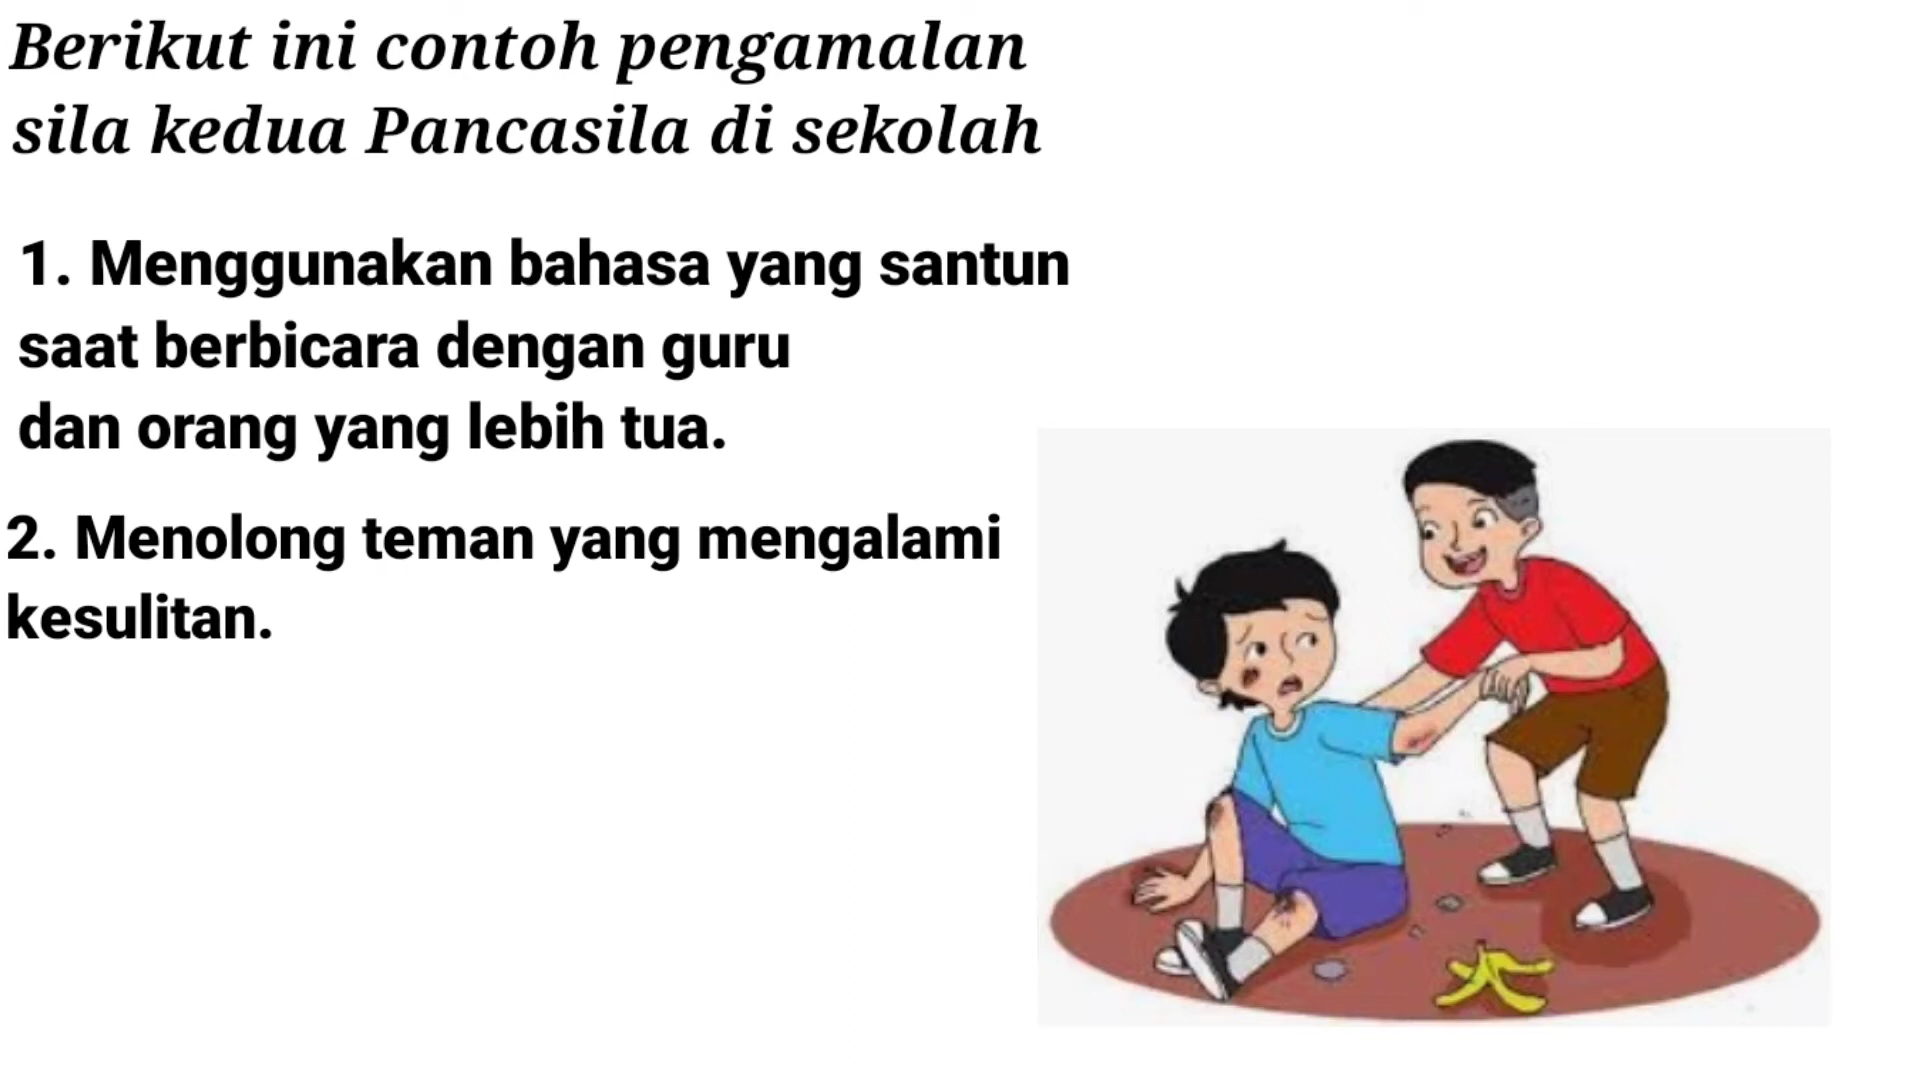 Berikut ini contoh pengamalan
sila kedua Pancasila di sekolah
1. Menggunakan bahasa yang santun
saat berbicara dengan guru
dan orang yang lebih tua.
2. Menolong teman yang mengalami
kesulitan.